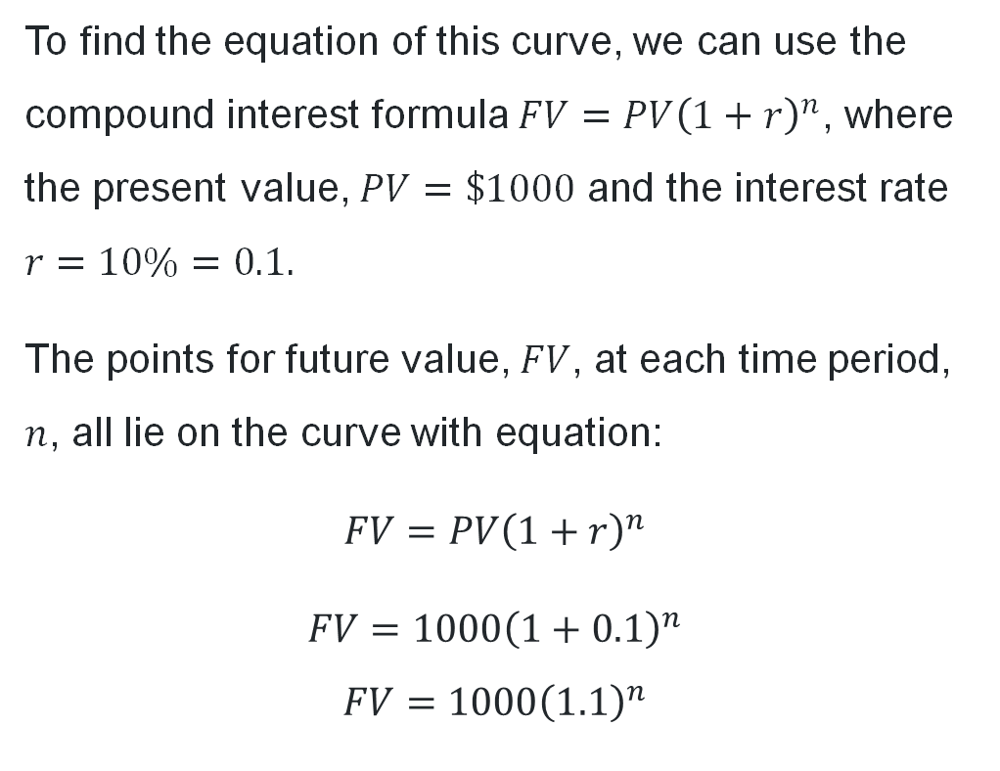 To find the equation of this curve, we can use the
compound interest formula FV = PV(1 + r)ⁿ, where
the present value, PV = $1000 and the interest rate
r = 10% = 0.1.
The points for future value, FV, at each time period,
n, all lie on the curve with equation:
FV = PV(1 + r)ⁿ
FV = 1000(1 + 0.1)ⁿ
FV = 1000(1.1)ⁿ